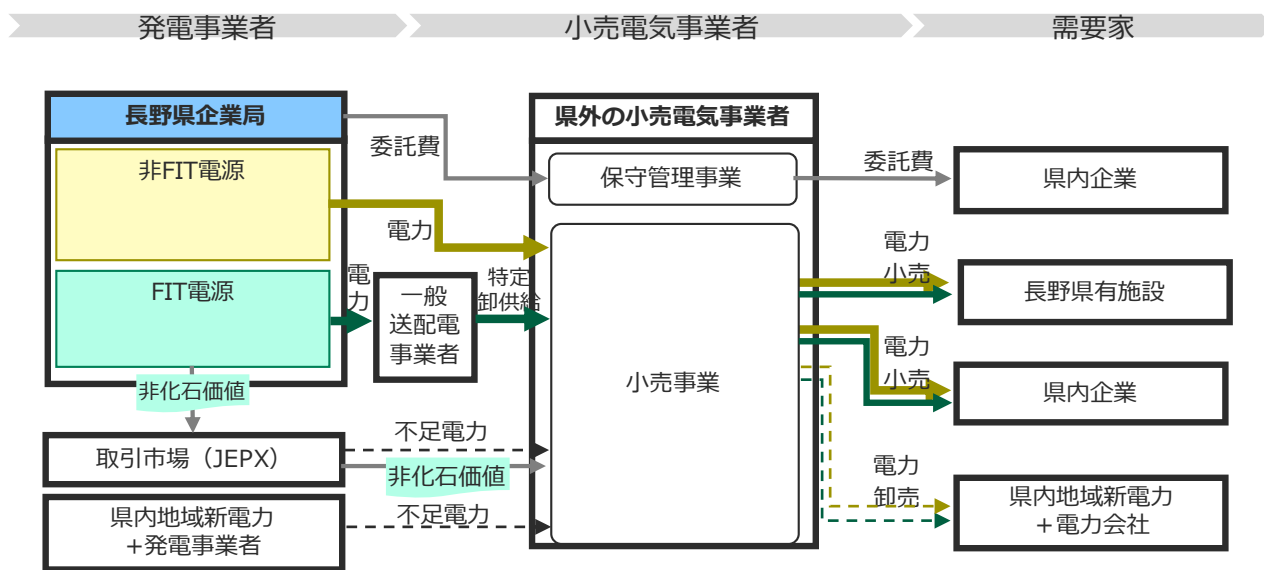 発電事業者
小売電気事業者
需要家
長野県企業局
非FIT電源
FIT電源
非化石価値
取引市場（JEPX）
県内地域新電力
+発電事業者
委託費
電力
電
力
一般
送配電
事業者
特定
卸供給
不足電力
非化石価値
不足電力
県外の小売電気事業者
保守管理事業
小売事業
委託費
電力
小売
電力
小売
電力
卸売
県内企業
長野県有施設
県内企業
県内地域新電力
+電力会社